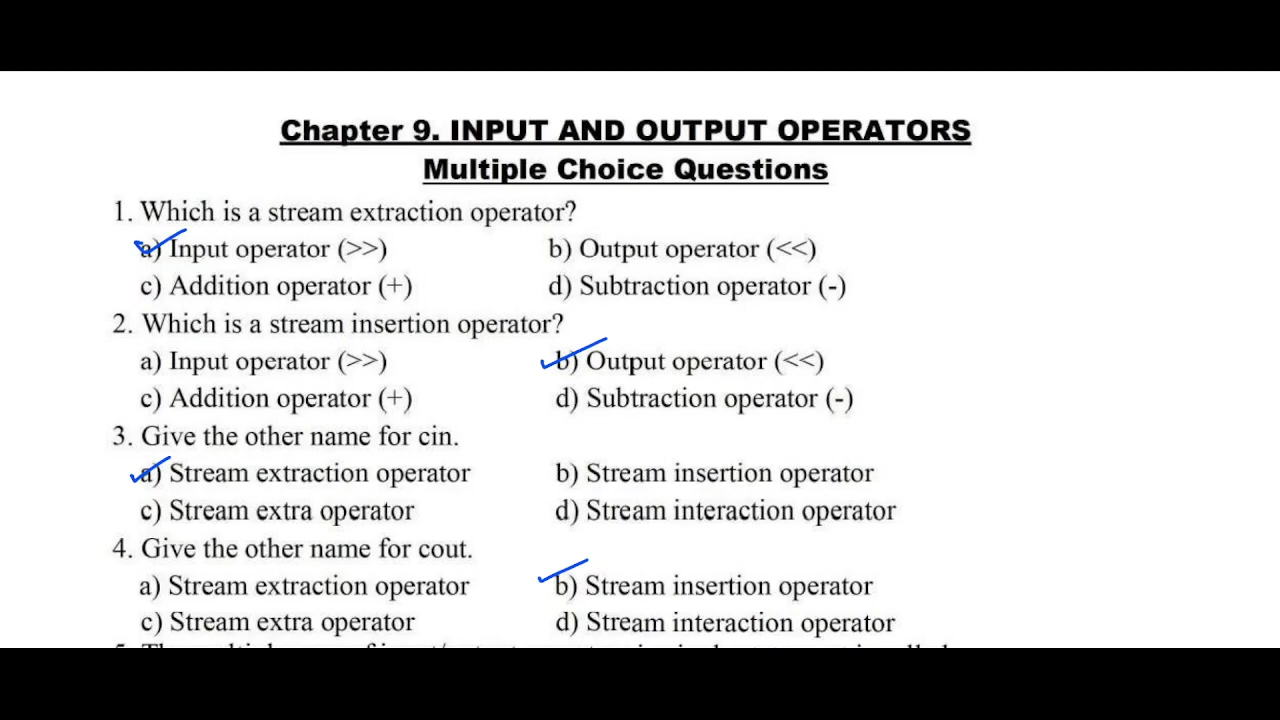 Chapter 9. INPUT AND OUTPUT OPERATORS
Multiple Choice Questions
1. Which is a stream extraction operator?
a) Input operator (>>) b) Output operator (<<)
c) Addition operator (+) d) Subtraction operator (-)
2. Which is a stream insertion operator?
a) Input operator (>>) b) Output operator (<<)
c) Addition operator (+) d) Subtraction operator (-)
3. Give the other name for cin.
a) Stream extraction operator b) Stream insertion operator
c) Stream extra operator d) Stream interaction operator
4. Give the other name for cout.
a) Stream extraction operator b) Stream insertion operator
c) Stream extra operator d) Stream interaction operator